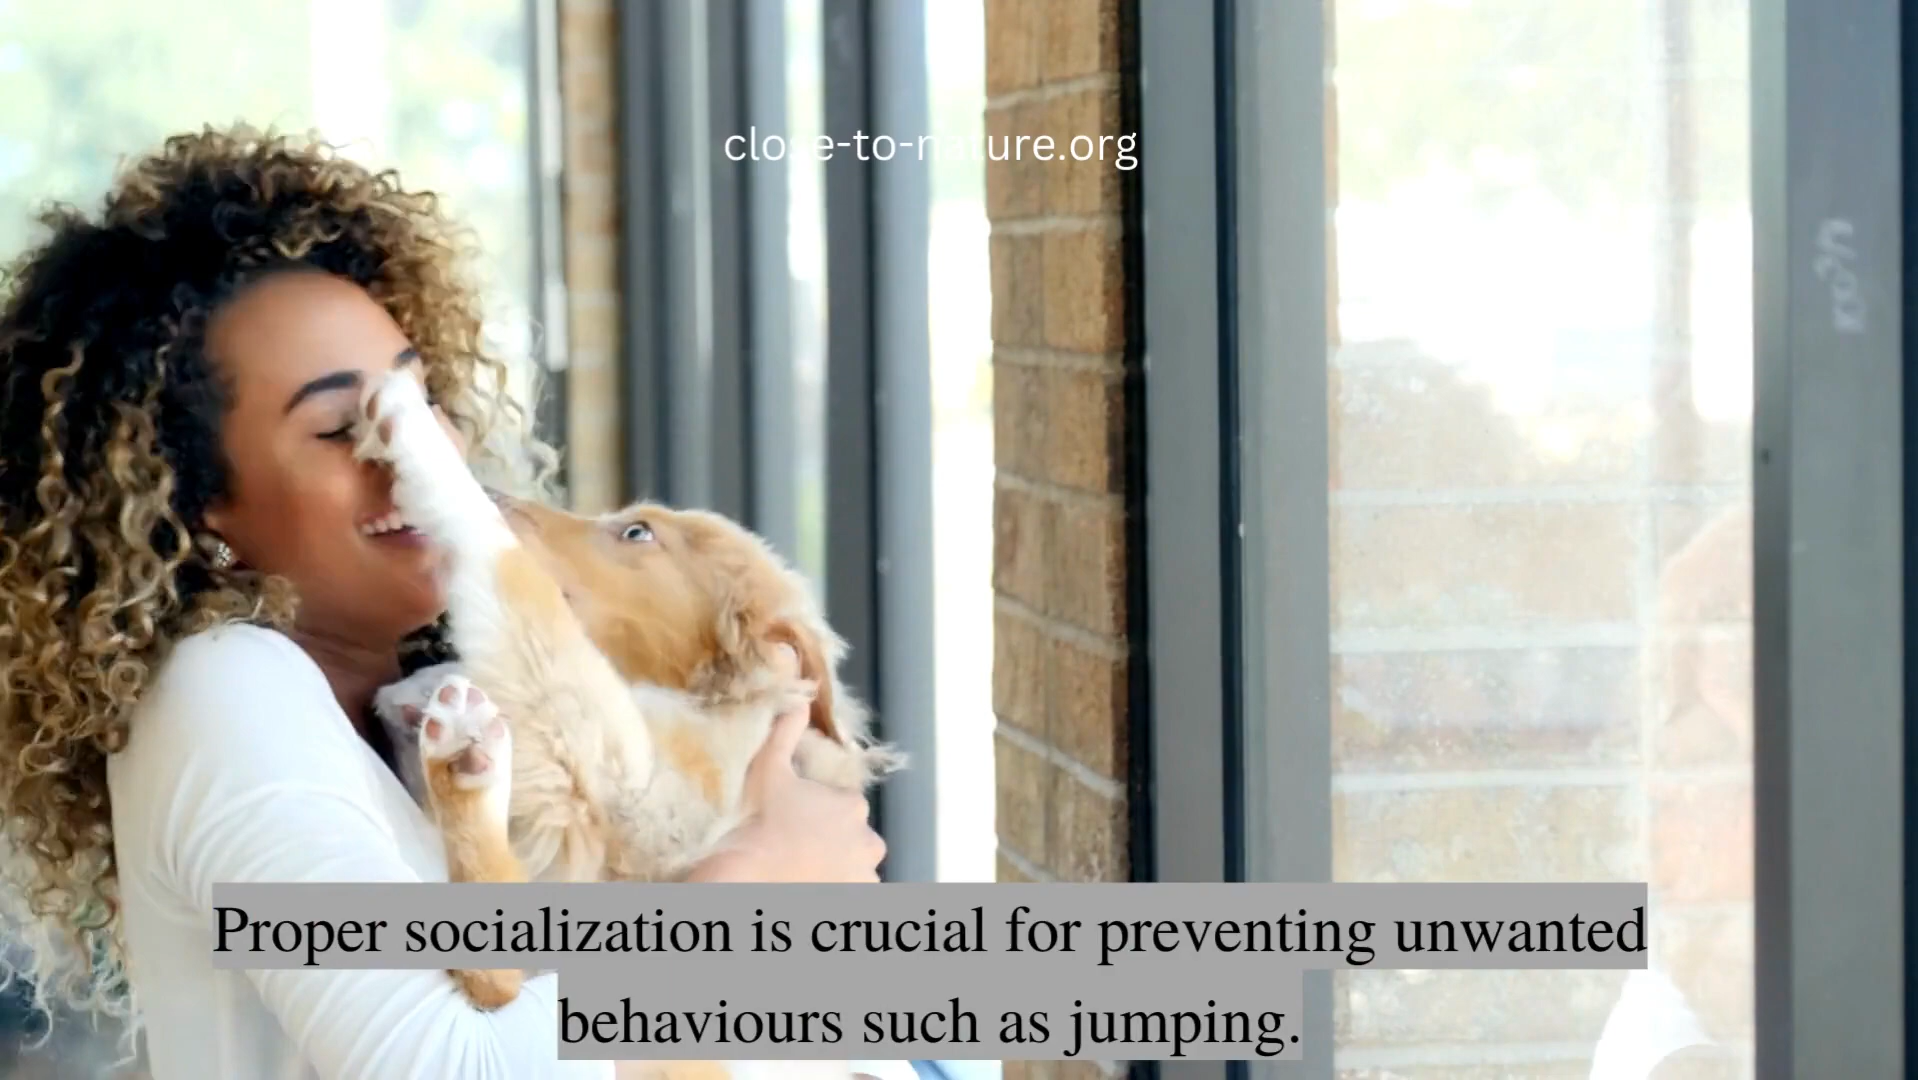 close-to-nature.org
Proper socialization is crucial for preventing unwanted
behaviours such as jumping.